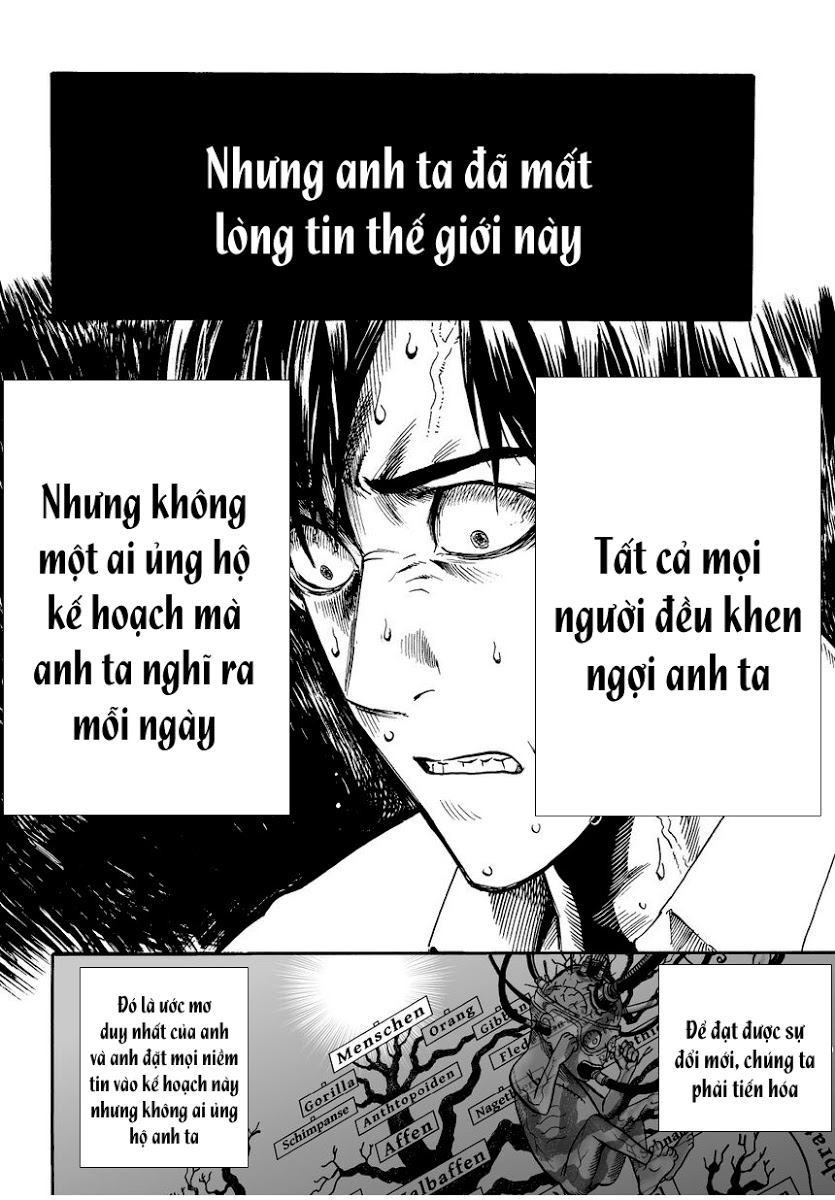 Nhưng anh ta đã mất
lòng tin thế giới này
Tất cả mọi
người đều khen
ngợi anh ta
Nhưng không
một ai ủng hộ
kế hoạch mà
anh ta nghĩ ra
mỗi ngày
Để đạt được sự
đổi mới, chúng ta
phải tiến hóa
Đó là ước mơ
duy nhất của anh
và anh đặt mọi niềm
tin vào kế hoạch này
nhưng không ai ủng
hộ anh ta
Menschen
Orang
Gibbon
Gorilla
Schimpanse
Anthtopoiden
Affen